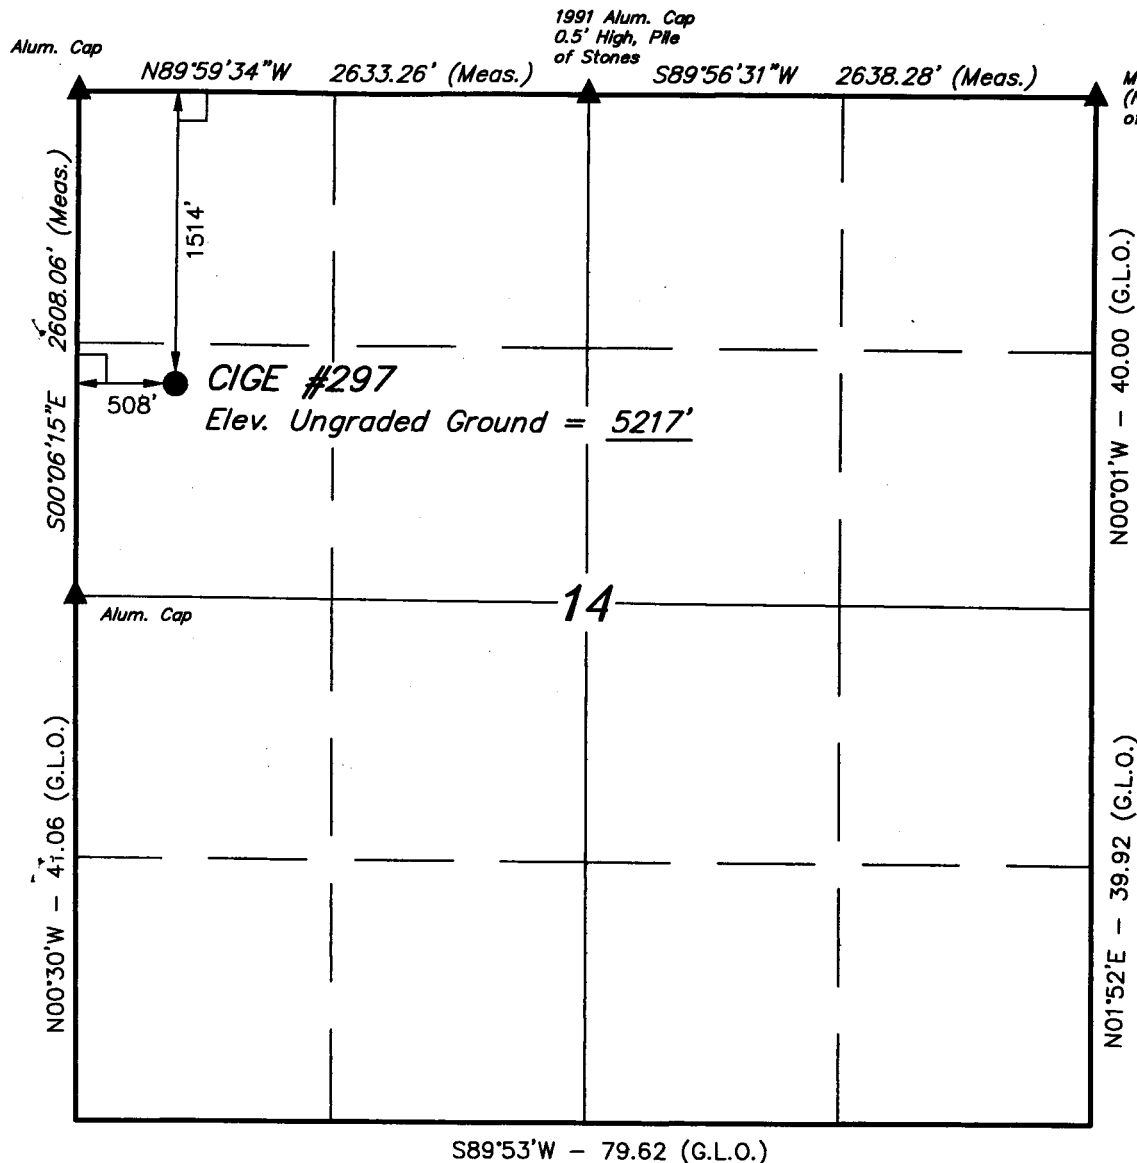 1991 Alum. Cap
0.5' High, Pile
of Stones
Alum. Cap
N89°59'34"W 2633.26' (Meas.)
S89°56'31"W 2638.28' (Meas.)
S00°06'15"E 2608.06' (Meas.)
1514'
508'
CIGE #297
Elev. Ungraded Ground = 5217'
N00°01'W – 40.00 (G.L.O.)
Alum. Cap
14
N00°30'W – 41.06 (G.L.O.)
N01°52'E – 39.92 (G.L.O.)
S89°53'W – 79.62 (G.L.O.)